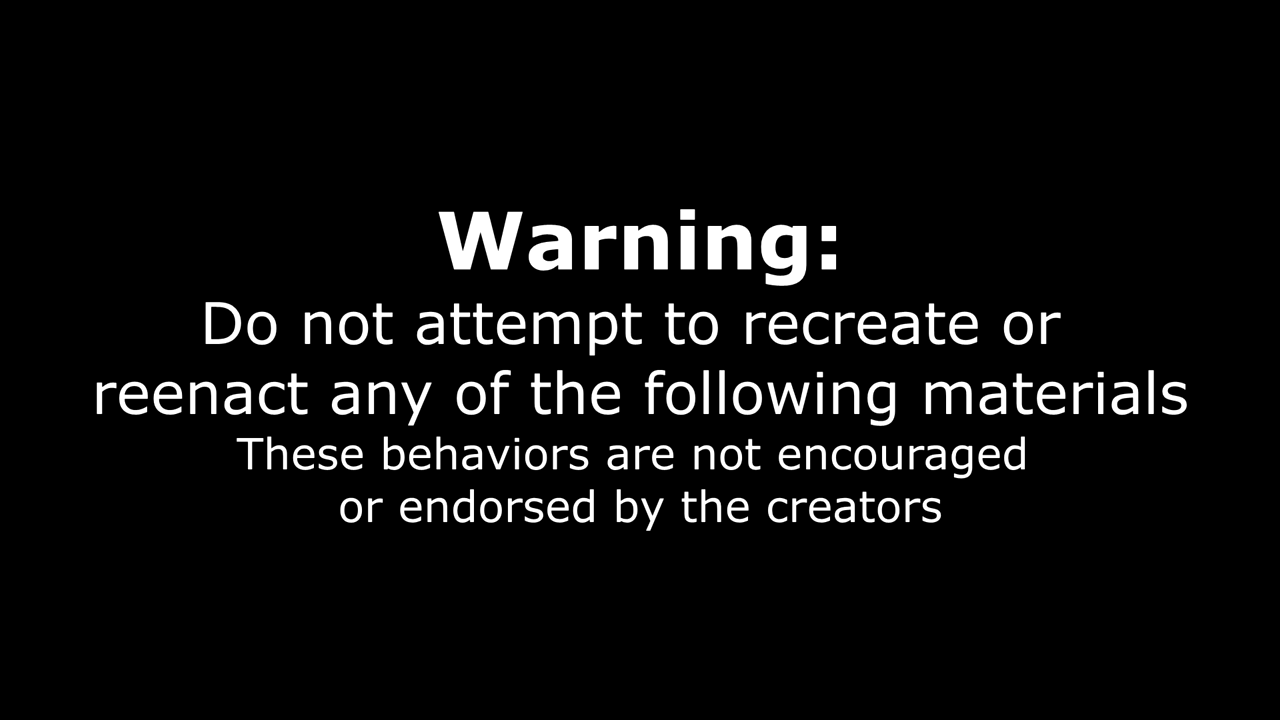 Warning:
Do not attempt to recreate or
reenact any of the following materials
These behaviors are not encouraged
or endorsed by the creators